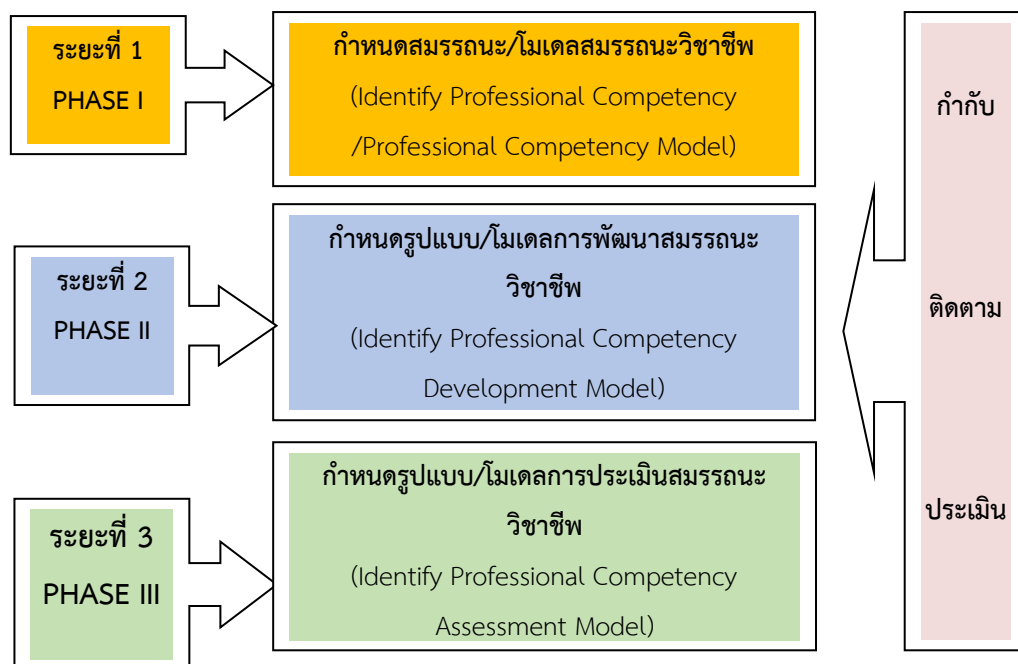 ระยะที่ 1
PHASE I
กำหนดสมรรถนะ/โมเดลสมรรถนะวิชาชีพ
(Identify Professional Competency
/Professional Competency Model)
ระยะที่ 2
PHASE II
กำหนดรูปแบบ/โมเดลการพัฒนาสมรรถนะ
วิชาชีพ
(Identify Professional Competency
Development Model)
ระยะที่ 3
PHASE III
กำหนดรูปแบบ/โมเดลการประเมินสมรรถนะ
วิชาชีพ
(Identify Professional Competency
Assessment Model)
กำกับ
ติดตาม
ประเมิน